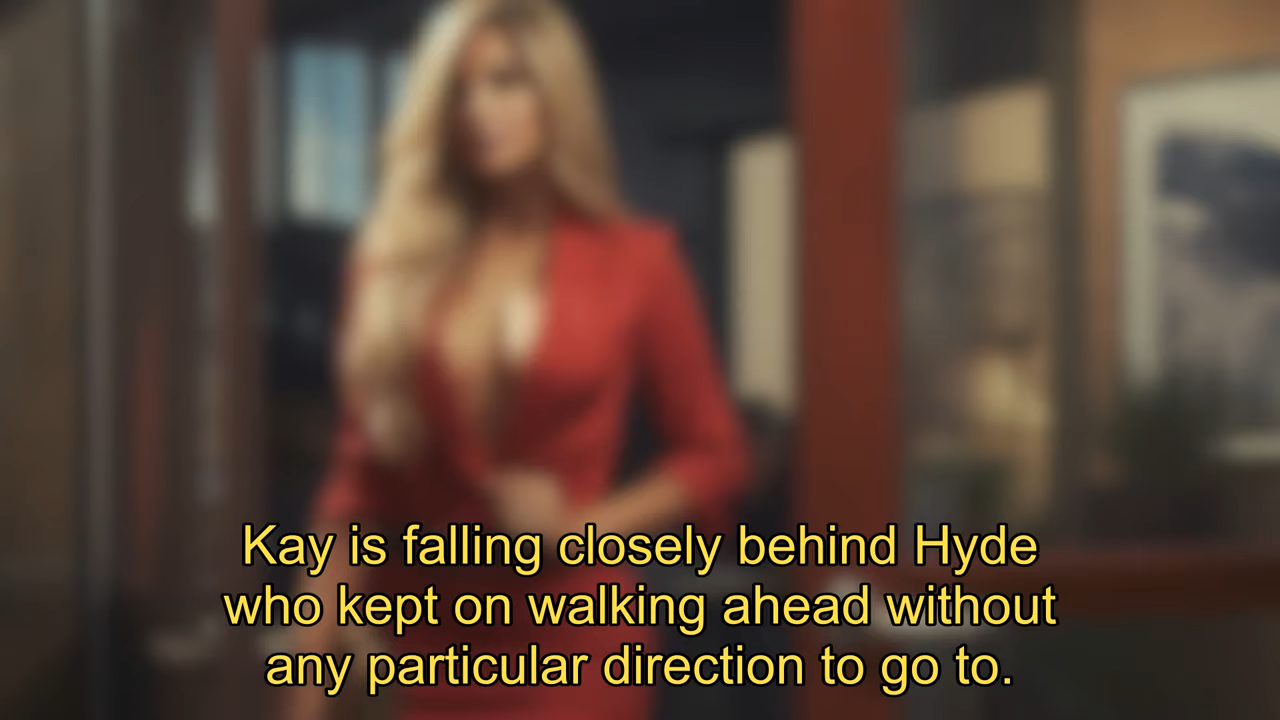 Kay is falling closely behind Hyde
who kept on walking ahead without
any particular direction to go to.